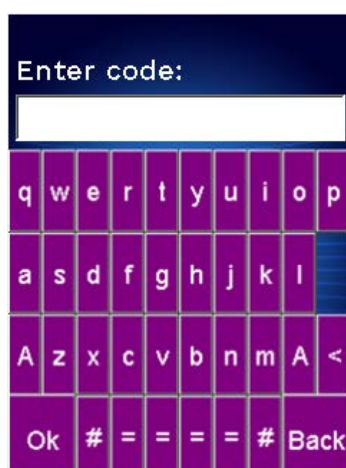 Enter code:
q w e r t y u i o p
a s d f g h j k l
A z x c v b n m A <
Ok # = = = = # Back